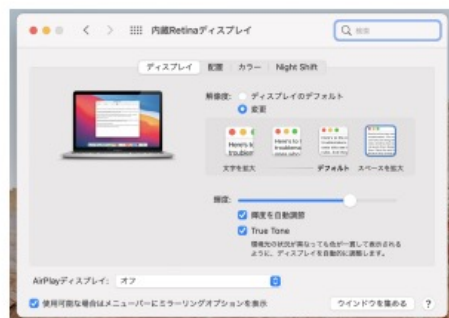 内蔵Retinaディスプレイ
検索
ディスプレイ 配置 カラー Night Shift
解像度: ディスプレイのデフォルト
変更
Here's to
troublem
文字を拡大 デフォルト スペースを拡大
輝度:
輝度を自動調節
True Tone
環境光の状況が異なっても色が一貫して表示される
ように、ディスプレイを自動的に調整します。
AirPlayディスプレイ: オフ
使用可能な場合はメニューバーにミラーリングオプションを表示
ウインドウを集める ?